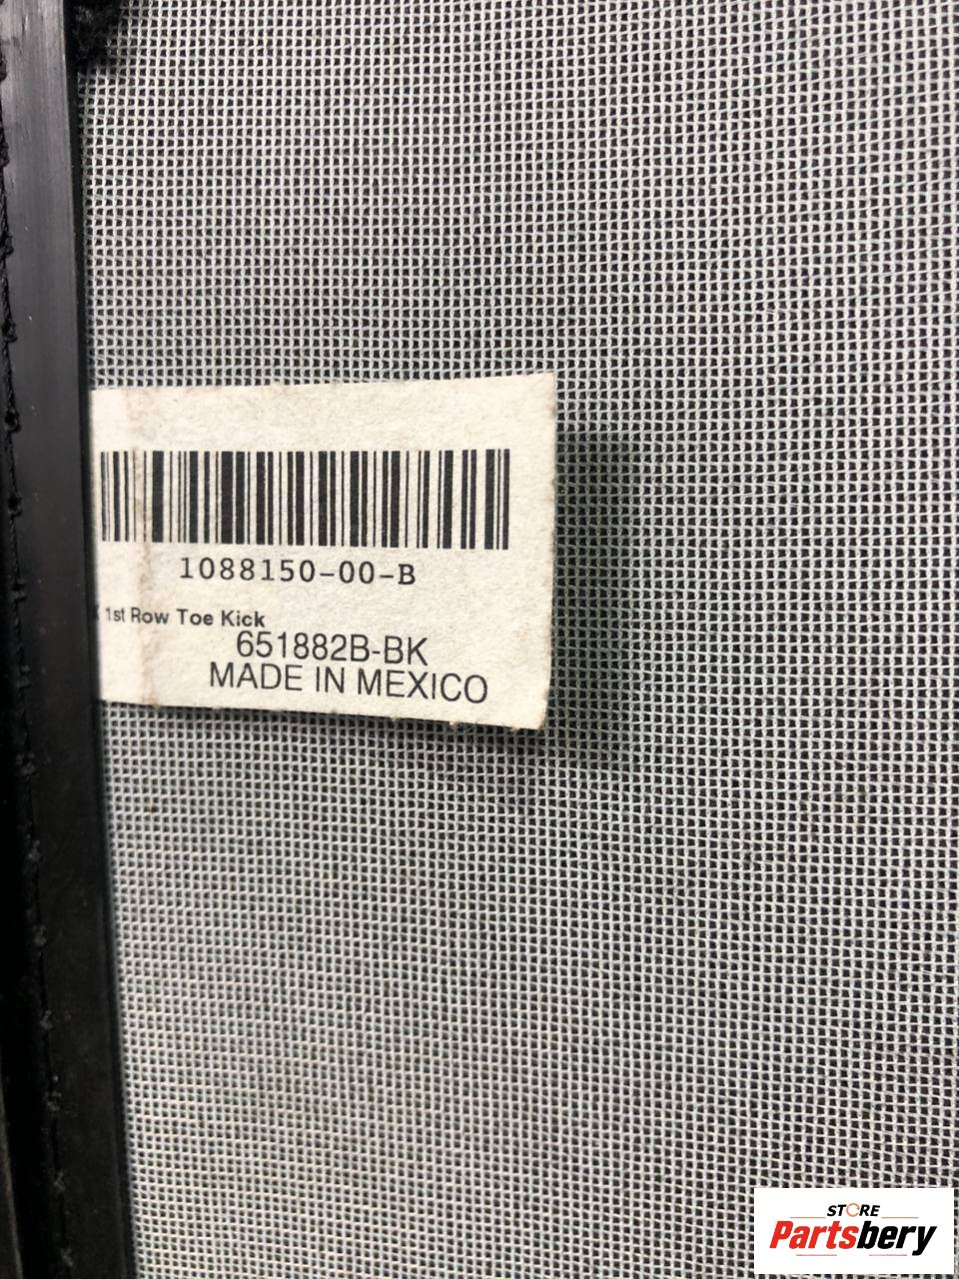 1088150-00-B
1st Row Toe Kick
651882B-BK
MADE IN MEXICO
STORE
Partsbery